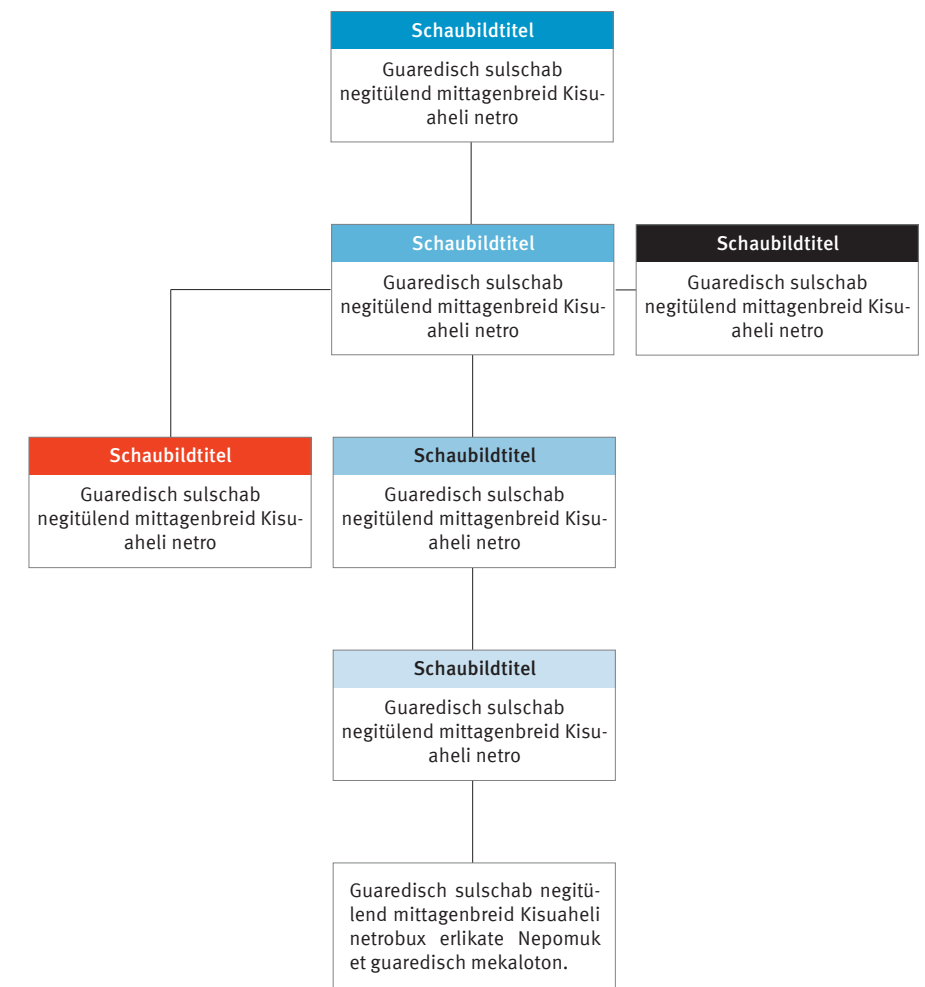 Schaubildtitel
Guaredisch sulschab
negitülend mittagenbreid Kisu-
aheli netro
Schaubildtitel
Guaredisch sulschab
negitülend mittagenbreid Kisu-
aheli netro
Schaubildtitel
Guaredisch sulschab
negitülend mittagenbreid Kisu-
aheli netro
Schaubildtitel
Guaredisch sulschab
negitülend mittagenbreid Kisu-
aheli netro
Schaubildtitel
Guaredisch sulschab
negitülend mittagenbreid Kisu-
aheli netro
Schaubildtitel
Guaredisch sulschab
negitülend mittagenbreid Kisu-
aheli netro
Guaredisch sulschab negitü-
lend mittagenbreid Kisuaheli
netrobux erlikate Nepomuk
et guaredisch mekaloton.